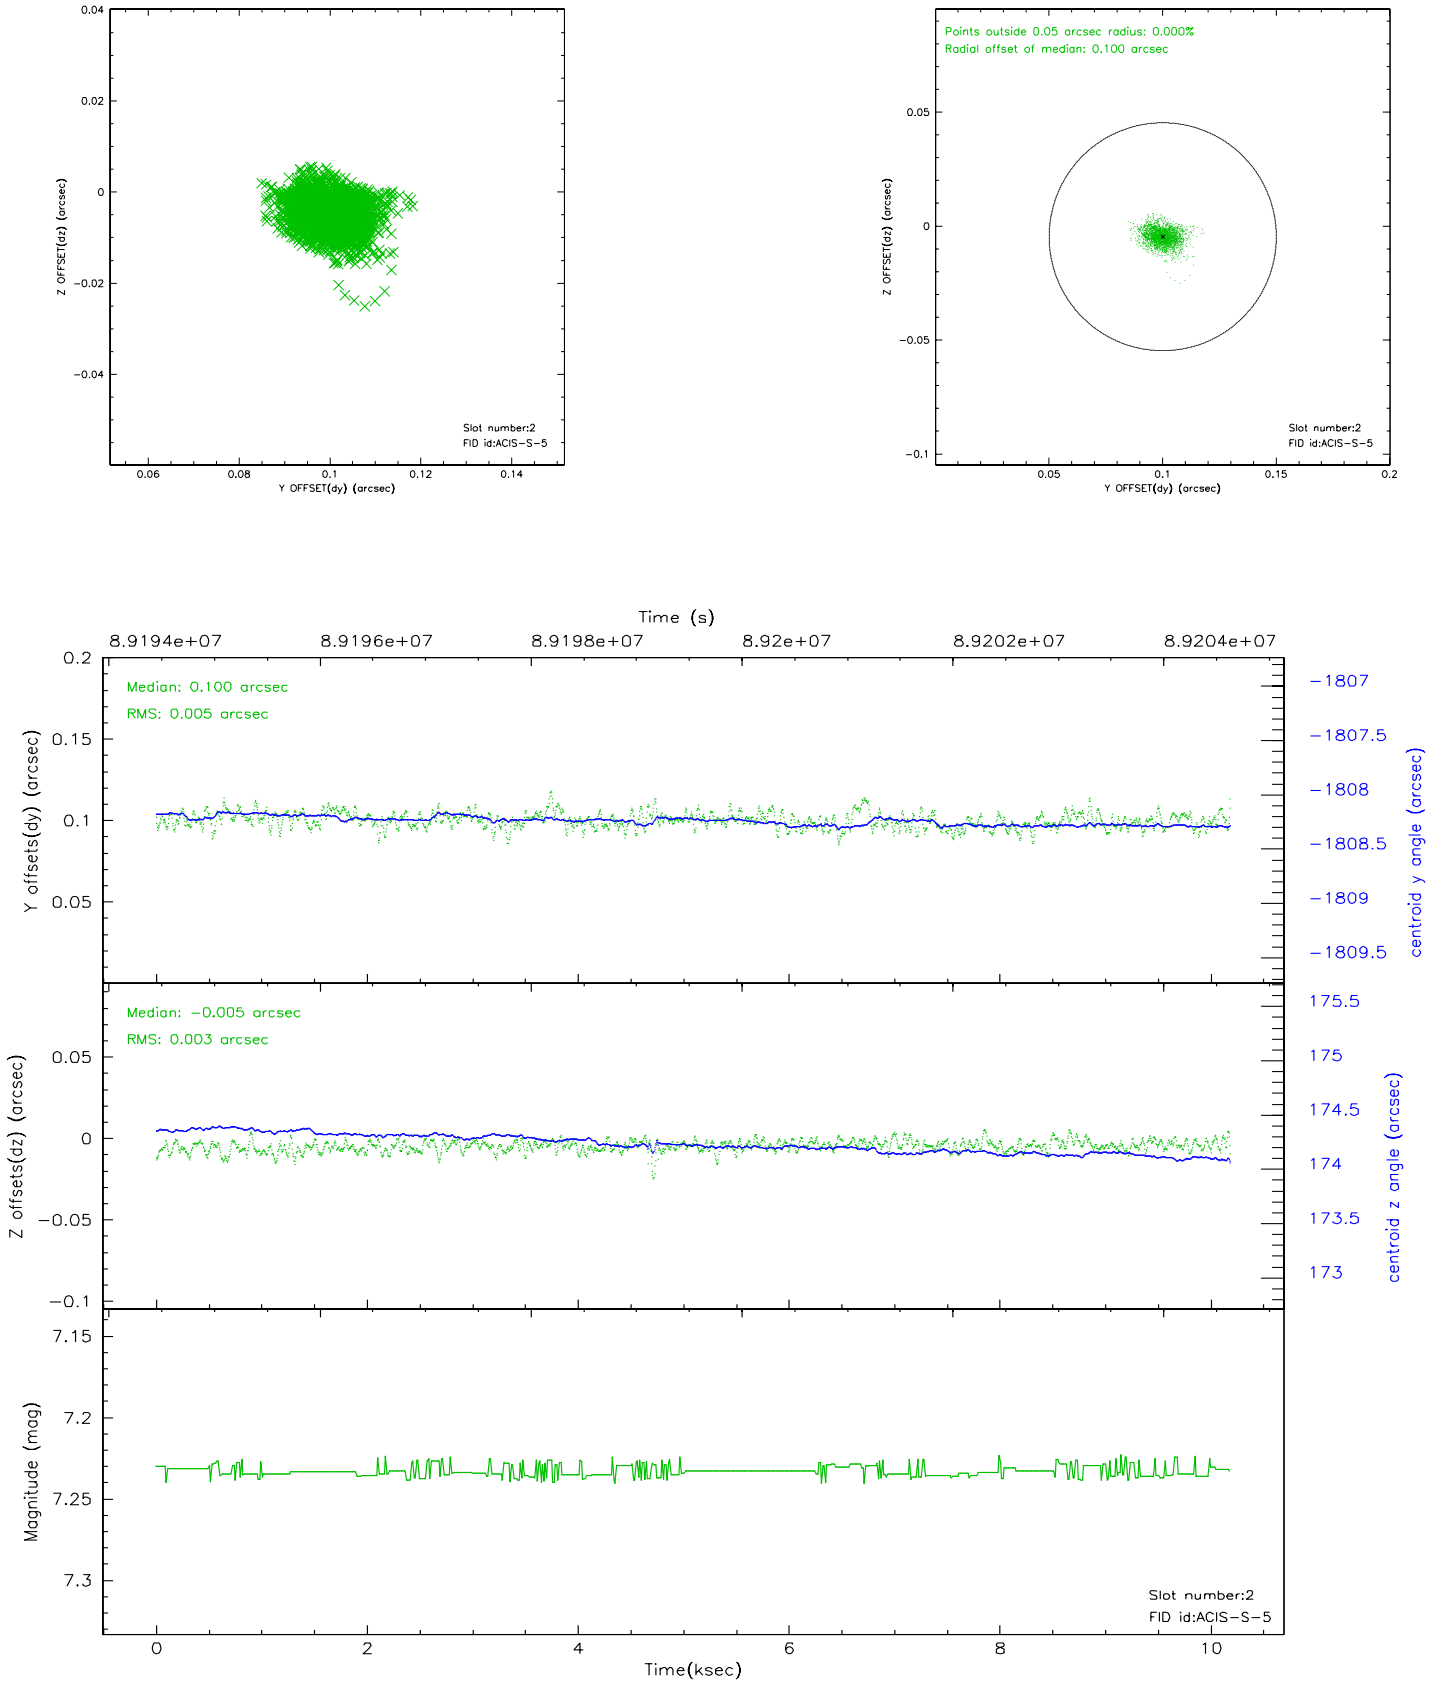 0.04
0.02
0
−0.02
−0.04
Z OFFSET(dz) (arcsec)
Slot number:2
FID id:ACIS−S−5
0.06 0.08 0.1 0.12 0.14
Y OFFSET(dy) (arcsec)
Points outside 0.05 arcsec radius: 0.000%
Radial offset of median: 0.100 arcsec
0.05
0
−0.05
−0.1
Z OFFSET(dz) (arcsec)
Slot number:2
FID id:ACIS−S−5
0.05 0.1 0.15 0.2
Y OFFSET(dy) (arcsec)
Time (s)
8.9194e+07 8.9196e+07 8.9198e+07 8.92e+07 8.9202e+07 8.9204e+07
0.2
0.15
0.1
0.05
Y offsets(dy) (arcsec)
Median: 0.100 arcsec
RMS: 0.005 arcsec
−1807
−1807.5
−1808
−1808.5
−1809
−1809.5
centroid y angle (arcsec)
0.05
0
−0.05
−0.1
Z offsets(dz) (arcsec)
Median: −0.005 arcsec
RMS: 0.003 arcsec
175.5
175
174.5
174
173.5
173
centroid z angle (arcsec)
7.15
7.2
7.25
7.3
Magnitude (mag)
Slot number:2
FID id:ACIS−S−5
0 2 4 6 8 10
Time(ksec)